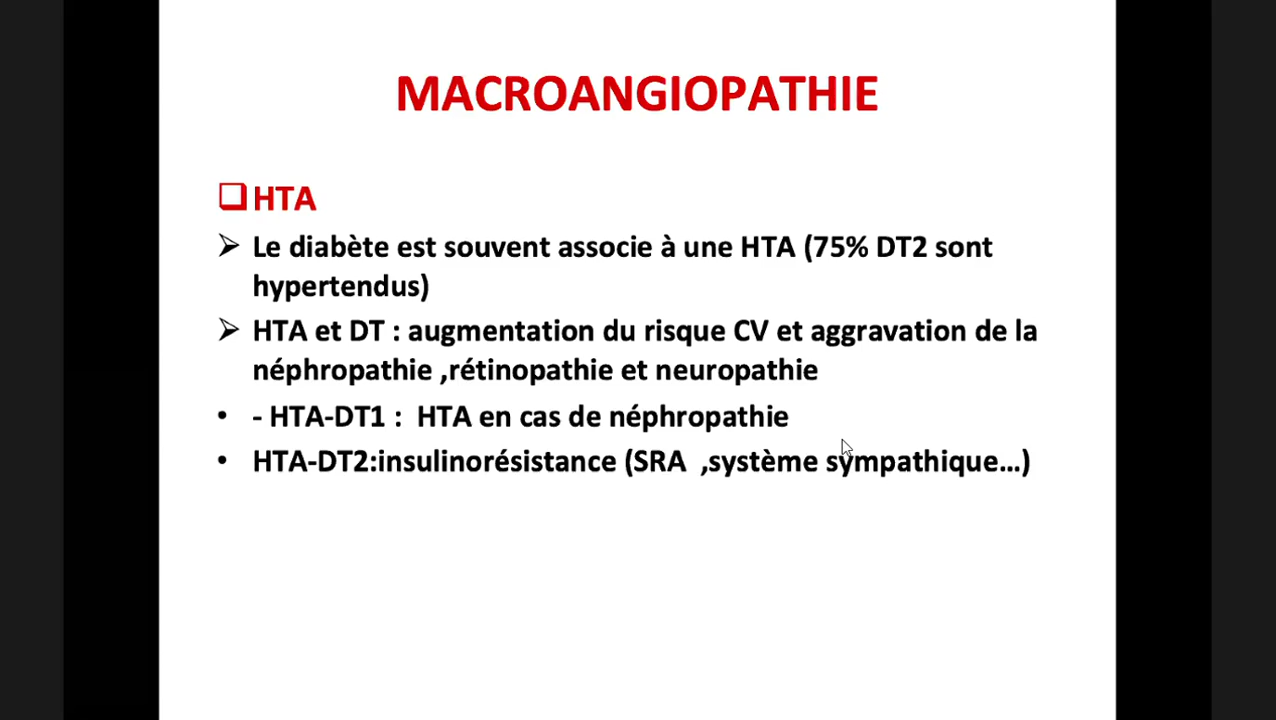 MACROANGIOPATHIE
HTA
Le diabète est souvent associe à une HTA (75% DT2 sont
hypertendus)
HTA et DT : augmentation du risque CV et aggravation de la
néphropathie ,rétinopathie et neuropathie
• - HTA-DT1 : HTA en cas de néphropathie
• HTA-DT2:insulinorésistance (SRA ,système sympathique...)